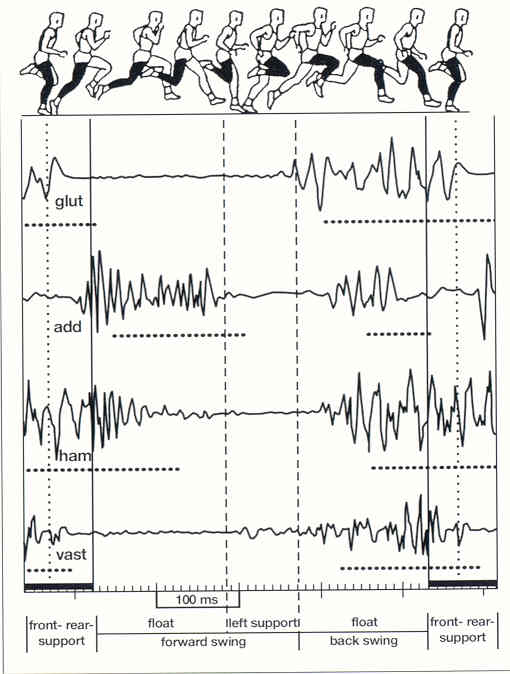 glut
add
ham
vast
100 ms
front- rear-
support
float
left support
forward swing
float
back swing
front- rear-
support